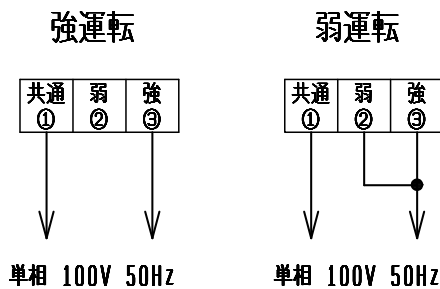 強運転 弱運転
共通 弱 強 共通 弱 強
① ② ③ ① ② ③
単相 100V 50Hz 単相 100V 50Hz